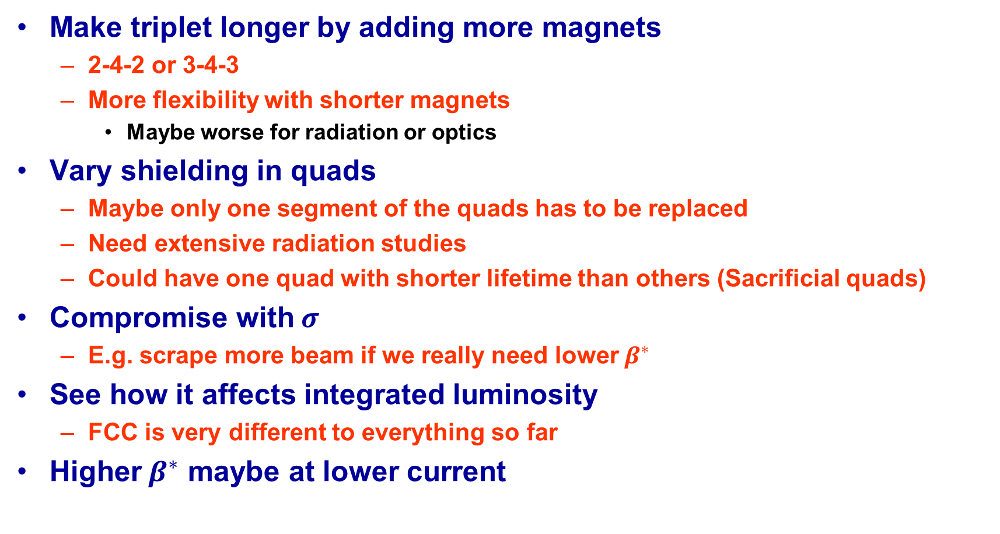 • Make triplet longer by adding more magnets
– 2-4-2 or 3-4-3
– More flexibility with shorter magnets
• Maybe worse for radiation or optics
• Vary shielding in quads
– Maybe only one segment of the quads has to be replaced
– Need extensive radiation studies
– Could have one quad with shorter lifetime than others (Sacrificial quads)
• Compromise with σ
– E.g. scrape more beam if we really need lower β*
• See how it affects integrated luminosity
– FCC is very different to everything so far
• Higher β* maybe at lower current